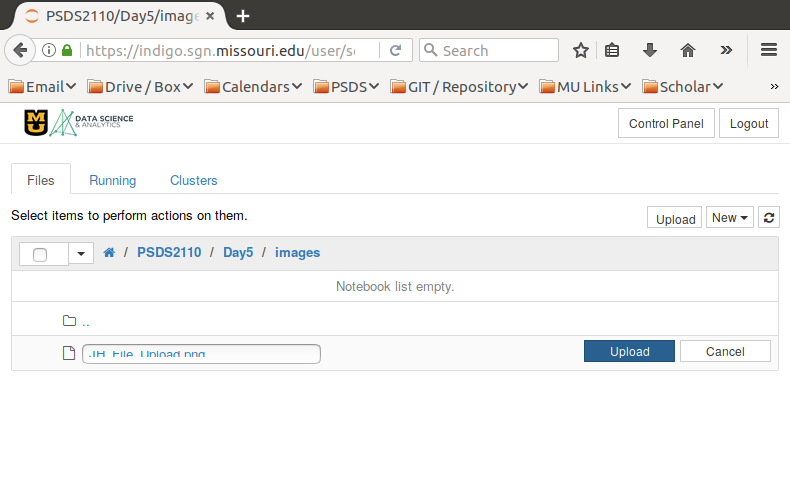 PSDS2110/Day5/image
https://indigo.sgn.missouri.edu/user/s
Search
Email Drive / Box Calendars PSDS GIT / Repository MU Links Scholar »
MU DATA SCIENCE
& ANALYTICS
Control Panel Logout
Files Running Clusters
Select items to perform actions on them. Upload New
/ PSDS2110 / Day5 / images
Notebook list empty.
..
JH_File_Upload.png Upload Cancel